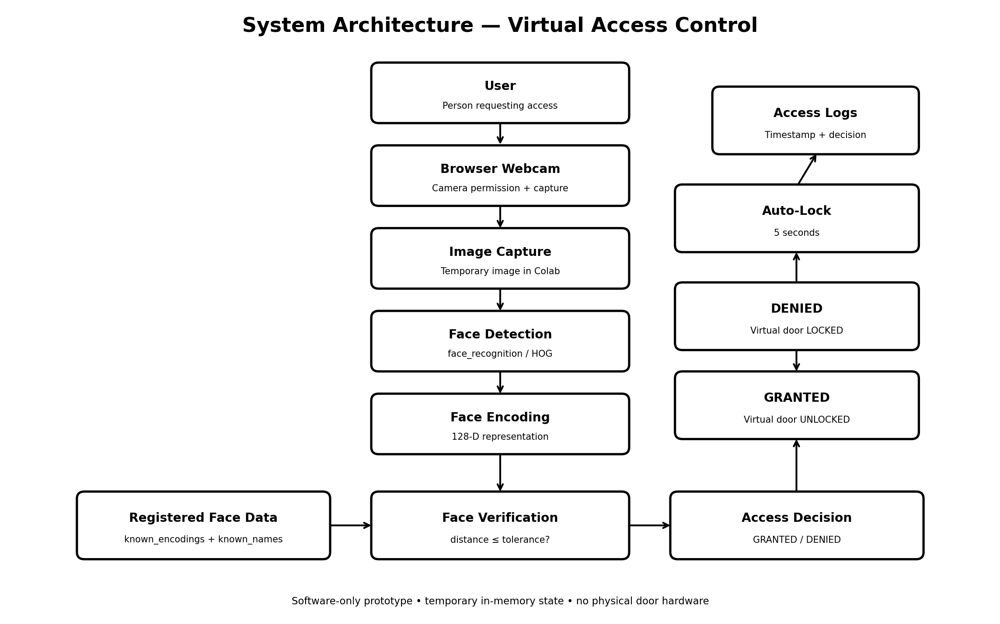 System Architecture — Virtual Access Control
User
Person requesting access
Browser Webcam
Camera permission + capture
Image Capture
Temporary image in Colab
Face Detection
face_recognition / HOG
Face Encoding
128-D representation
Registered Face Data
known_encodings + known_names
Face Verification
distance ≤ tolerance?
Access Decision
GRANTED / DENIED
GRANTED
Virtual door UNLOCKED
DENIED
Virtual door LOCKED
Auto-Lock
5 seconds
Access Logs
Timestamp + decision
Software-only prototype • temporary in-memory state • no physical door hardware